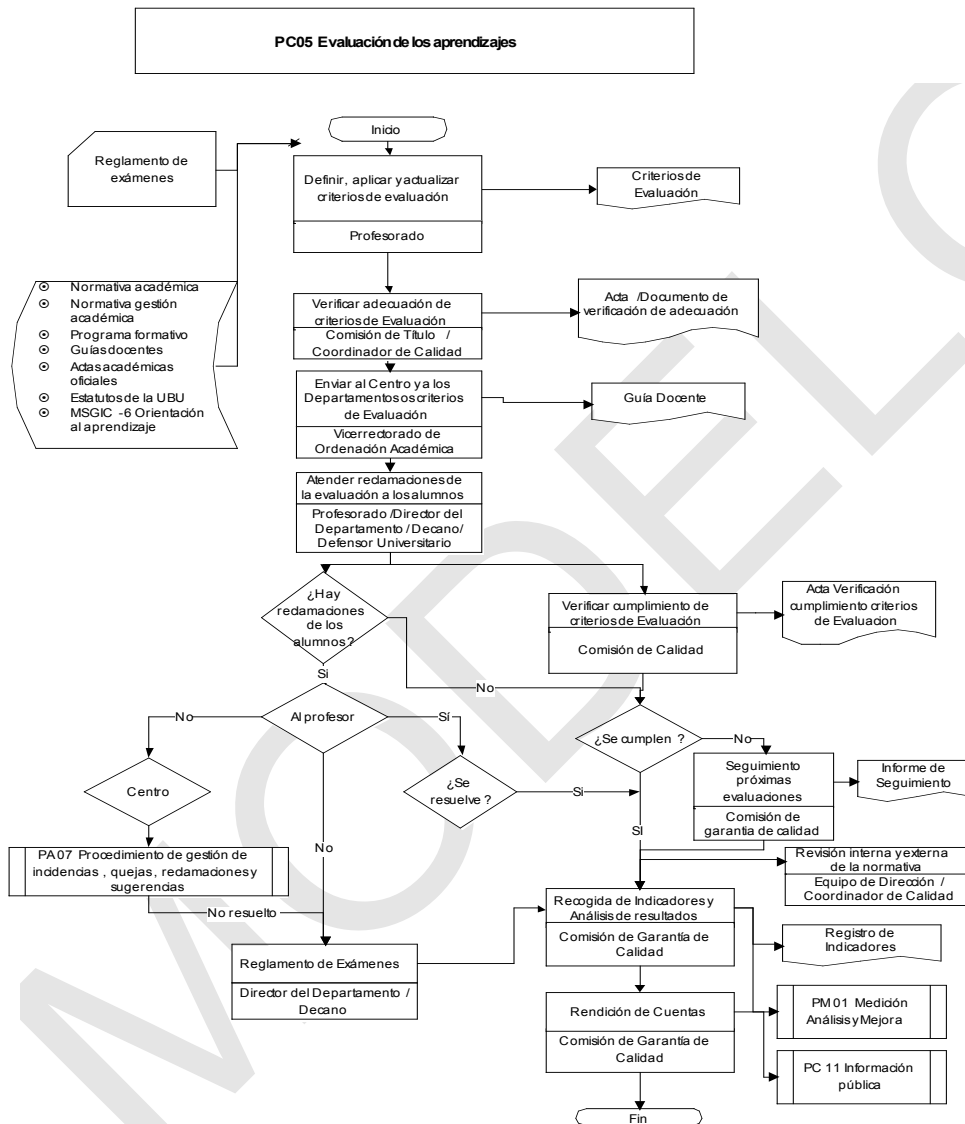 PC05 Evaluación de los aprendizajes
Inicio
Reglamento de
exámenes
Definir, aplicar y actualizar
criterios de evaluación
Profesorado
Criterios de
Evaluación
Normativa académica
Normativa gestión
académica
Programa formativo
Guías docentes
Actas académicas
oficiales
Estatutos de la UBU
MSGIC -6 Orientación
al aprendizaje
Verificar adecuación de
criterios de Evaluación
Comisión de Título /
Coordinador de Calidad
Acta /Documento de
verificación de adecuación
Enviar al Centro y a los
Departamentos os criterios
de Evaluación
Vicerrectorado de
Ordenación Académica
Guía Docente
Atender reclamaciones de
la evaluación a los alumnos
Profesorado /Director del
Departamento / Decano/
Defensor Universitario
¿Hay
reclamaciones
de los
alumnos?
Verificar cumplimiento de
criterios de Evaluación
Comisión de Calidad
Acta Verificación
cumplimiento criterios
de Evaluacion
Si
No
No
Al profesor
Sí
¿Se cumplen ?
No
Centro
¿Se
resuelve ?
Si
Seguimiento
próximas
evaluaciones
Comisión de
garantia de calidad
Informe de
Seguimiento
No
SI
PA 07 Procedimiento de gestión de
incidencias , quejas, reclamaciones y
sugerencias
Revisión interna y externa
de la normativa
Equipo de Dirección /
Coordinador de Calidad
No resuelto
Recogida de Indicadores y
Análisis de resultados
Comisión de Garantía de
Calidad
Registro de
Indicadores
Reglamento de Exámenes
Director del Departamento /
Decano
Rendición de Cuentas
Comisión de Garantía de
Calidad
PM 01 Medición
Análisis y Mejora
PC 11 Información
pública
Fin
MODELO